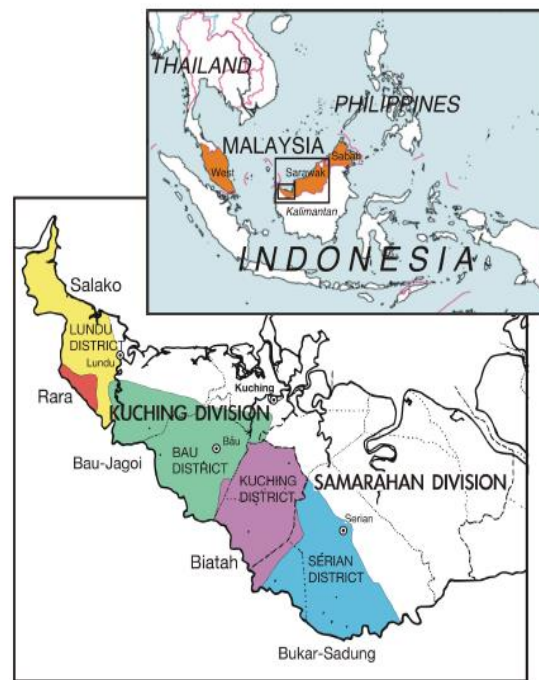 THAILAND
PHILIPPINES
MALAYSIA
West
Sabah
Sarawak
Kalimantan
INDONESIA
Salako
LUNDU
DISTRICT
Lundu
Rara
Kuching
KUCHING DIVISION
Bau-Jagoi
Bau
BAU
DISTRICT
KUCHING
DISTRICT
SAMARAHAN DIVISION
Serian
Biatah
SERIAN
DISTRICT
Bukar-Sadung